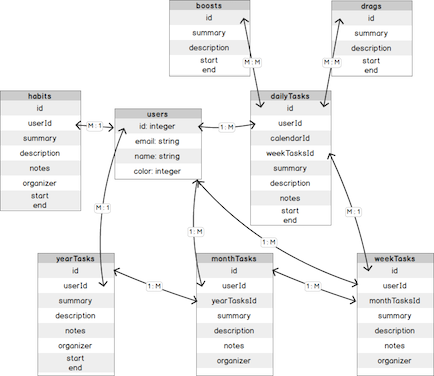 boosts
id
summary
description
start
end
drags
id
summary
description
start
end
M:M
M:M
habits
id
userId
summary
description
notes
organizer
start
end
M:1
users
id: integer
email: string
name: string
color: integer
1:M
dailyTasks
id
userId
calendarId
weekTasksId
summary
description
notes
start
end
M:1
1:M
1:M
M:1
yearTasks
id
userId
summary
description
notes
organizer
start
end
1:M
monthTasks
id
userId
yearTasksId
summary
description
notes
organizer
1:M
weekTasks
id
userId
monthTasksId
summary
description
notes
organizer